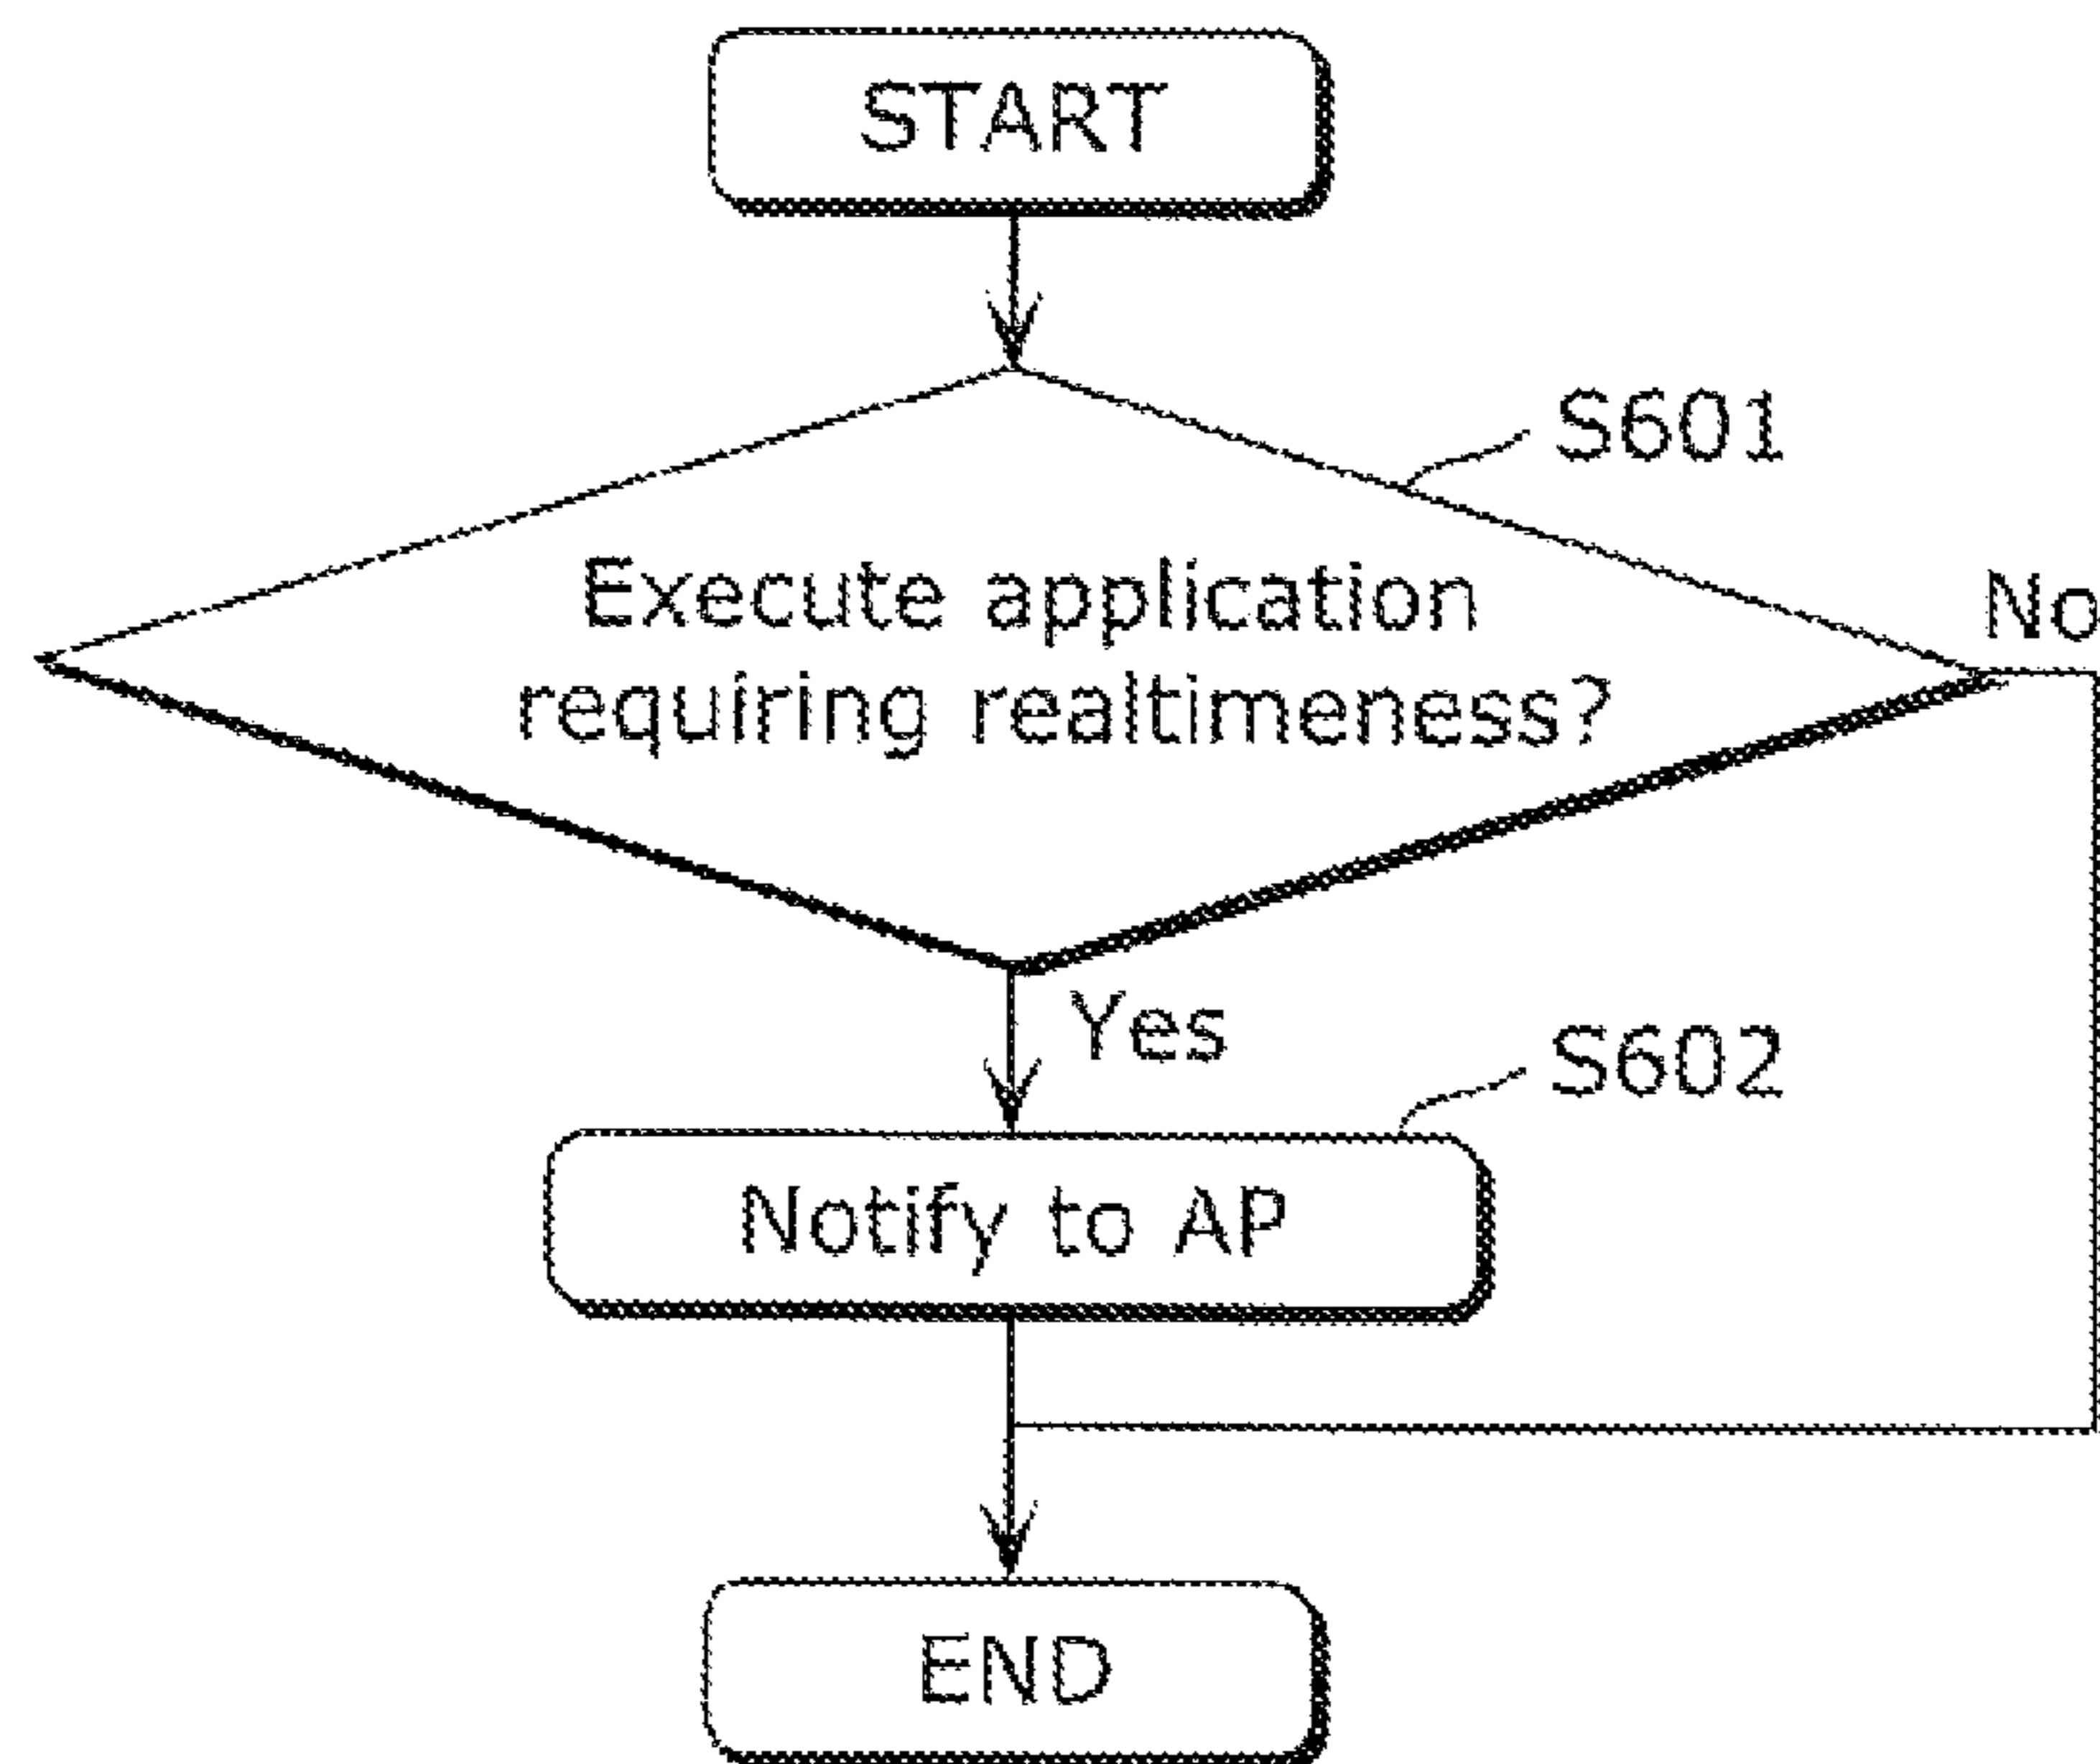 START
S601
Execute application
requiring realtimeness?
No
Yes
S602
Notify to AP
END